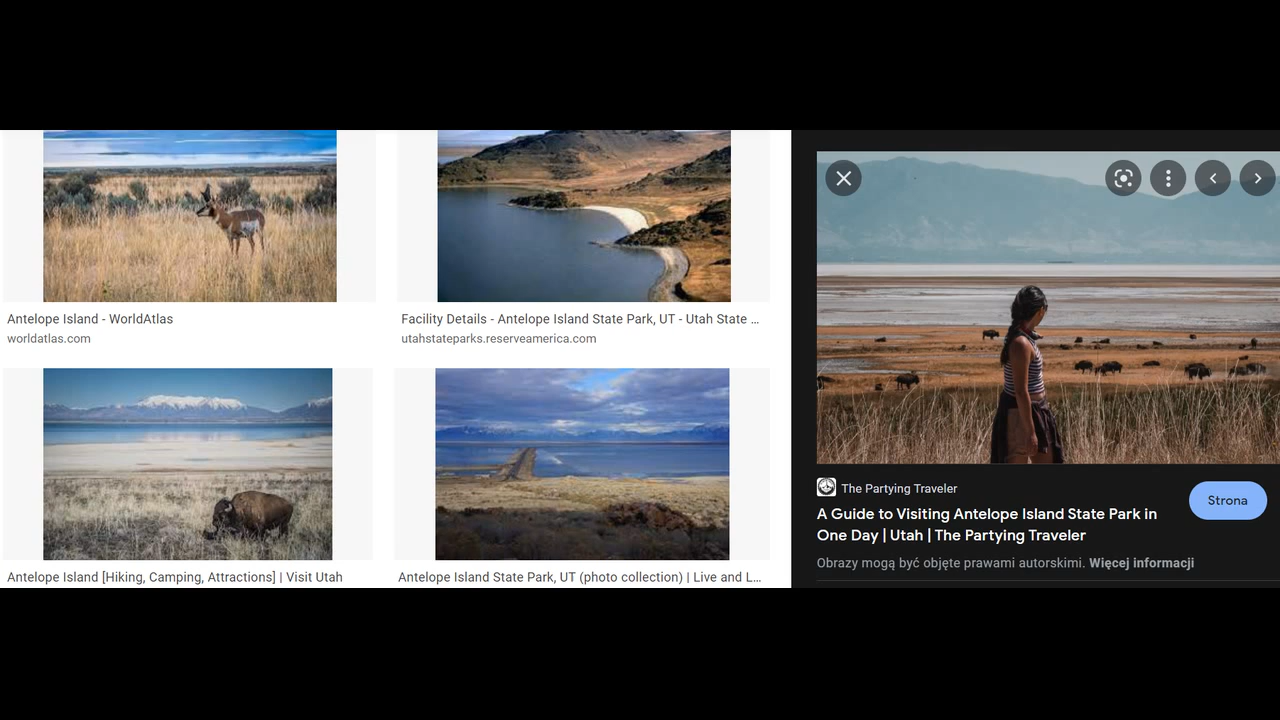 Antelope Island - WorldAtlas
worldatlas.com
Facility Details - Antelope Island State Park, UT - Utah State ...
utahstateparks.reserveamerica.com
Antelope Island [Hiking, Camping, Attractions] | Visit Utah
Antelope Island State Park, UT (photo collection) | Live and L...
The Partying Traveler
A Guide to Visiting Antelope Island State Park in
One Day | Utah | The Partying Traveler
Strona
Obrazy mogą być objęte prawami autorskimi. Więcej informacji